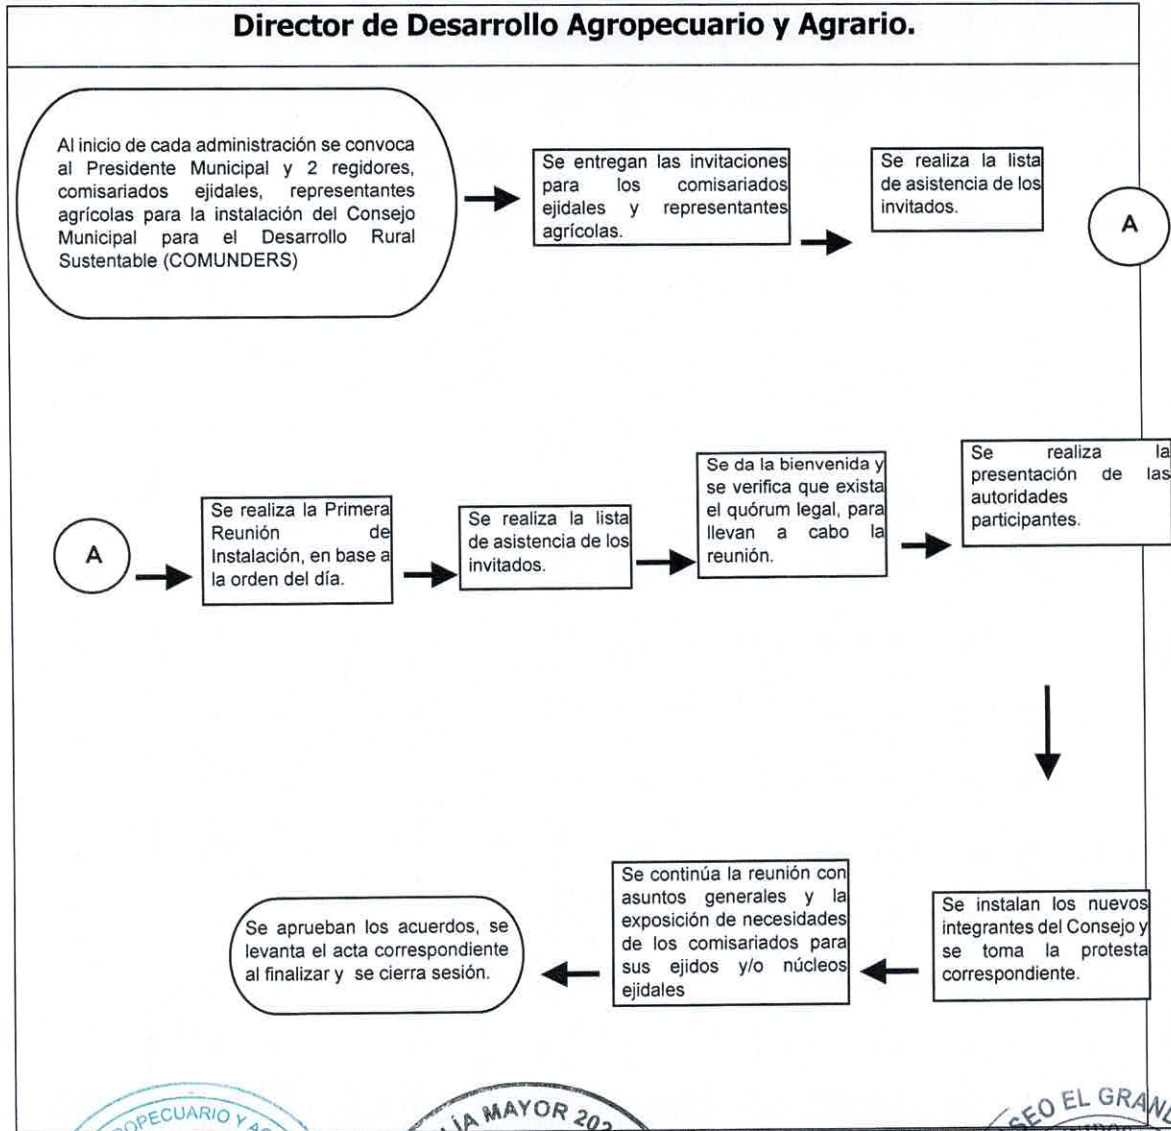 Director de Desarrollo Agropecuario y Agrario.
Al inicio de cada administración se convoca
al Presidente Municipal y 2 regidores,
comisariados ejidales, representantes
agrícolas para la instalación del Consejo
Municipal para el Desarrollo Rural
Sustentable (COMUNDERS)
Se entregan las invitaciones
para los comisariados
ejidales y representantes
agrícolas.
Se realiza la lista
de asistencia de los
invitados.
A
A
Se realiza la Primera
Reunión de
Instalación, en base a
la orden del día.
Se realiza la lista
de asistencia de los
invitados.
Se da la bienvenida y
se verifica que exista
el quórum legal, para
llevan a cabo la
reunión.
Se realiza la
presentación de las
autoridades
participantes.
Se instalan los nuevos
integrantes del Consejo y
se toma la protesta
correspondiente.
Se continúa la reunión con
asuntos generales y la
exposición de necesidades
de los comisariados para
sus ejidos y/o núcleos
ejidales
Se aprueban los acuerdos, se
levanta el acta correspondiente
al finalizar y se cierra sesión.
MAYOR
EL